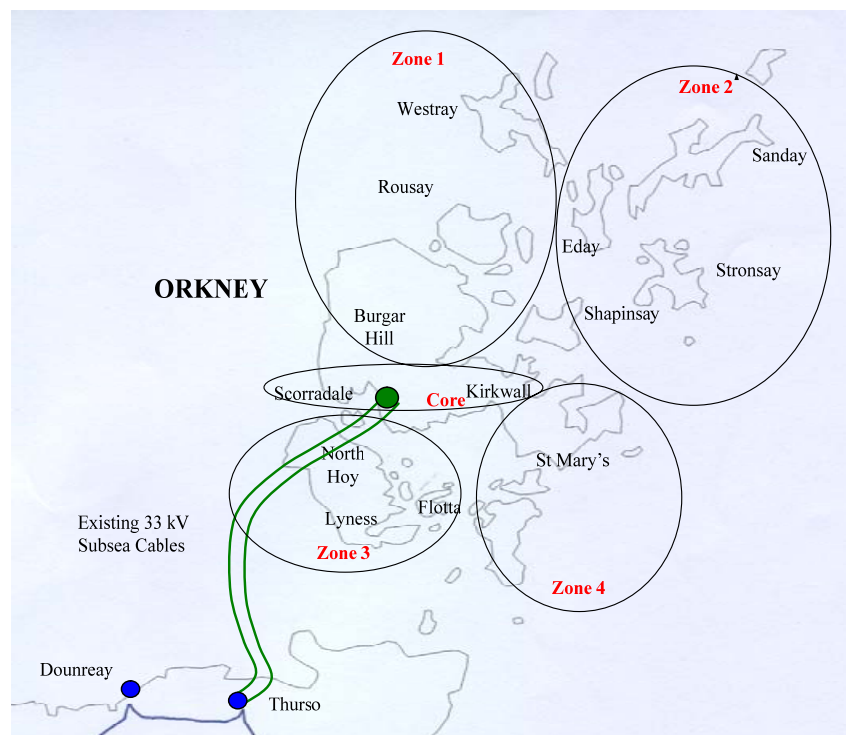 Zone 1
Zone 2
Westray
Sanday
Rousay
Eday
Stronsay
ORKNEY
Burgar
Hill
Shapinsay
Scorradale
Core
Kirkwall
North
Hoy
St Mary’s
Lyness
Flotta
Existing 33 kV
Subsea Cables
Zone 3
Zone 4
Dounreay
Thurso